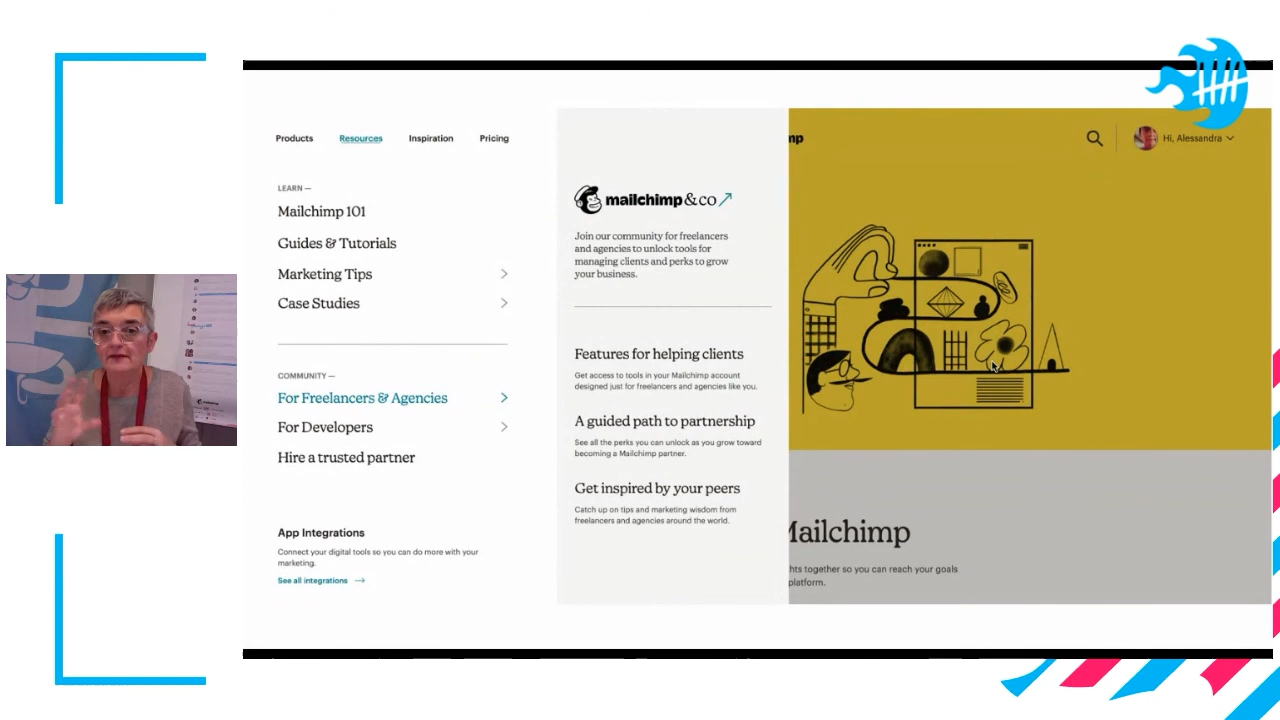 Products Resources Inspiration Pricing
mp
Hi, Alessandra
LEARN —
Mailchimp 101
Guides & Tutorials
Marketing Tips
Case Studies
COMMUNITY —
For Freelancers & Agencies
For Developers
Hire a trusted partner
App Integrations
Connect your digital tools so you can do more with your
marketing.
See all integrations
mailchimp & co
Join our community for freelancers
and agencies to unlock tools for
managing clients and perks to grow
your business.
Features for helping clients
Get access to tools in your Mailchimp account
designed just for freelancers and agencies like you.
A guided path to partnership
See all the perks you can unlock as you grow toward
becoming a Mailchimp partner.
Get inspired by your peers
Catch up on tips and marketing wisdom from
freelancers and agencies around the world.
Mailchimp
hts together so you can reach your goals
platform.